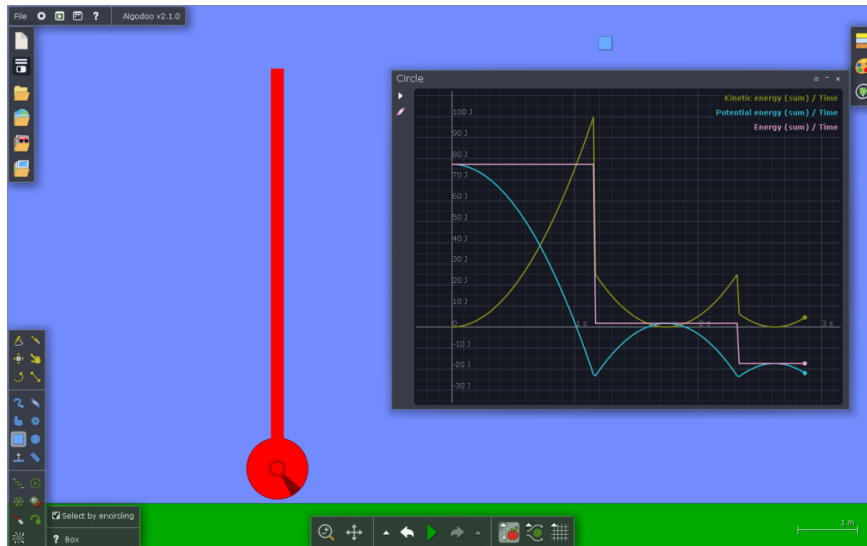 File ? Algodoo v2.1.0
Circle
Kinetic energy (sum) / Time
Potential energy (sum) / Time
Energy (sum) / Time
100 J
90 J
80 J
70 J
60 J
50 J
40 J
30 J
20 J
10 J
0 1 s 2 s 3 s
-10 J
-20 J
-30 J
Select by encircling
? Box
1 m